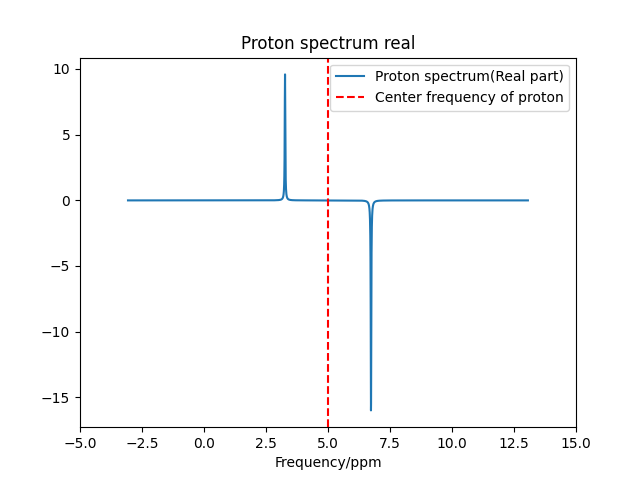 Proton spectrum real
Proton spectrum(Real part)
Center frequency of proton
10
5
0
−5
−10
−15
−5.0 −2.5 0.0 2.5 5.0 7.5 10.0 12.5 15.0
Frequency/ppm